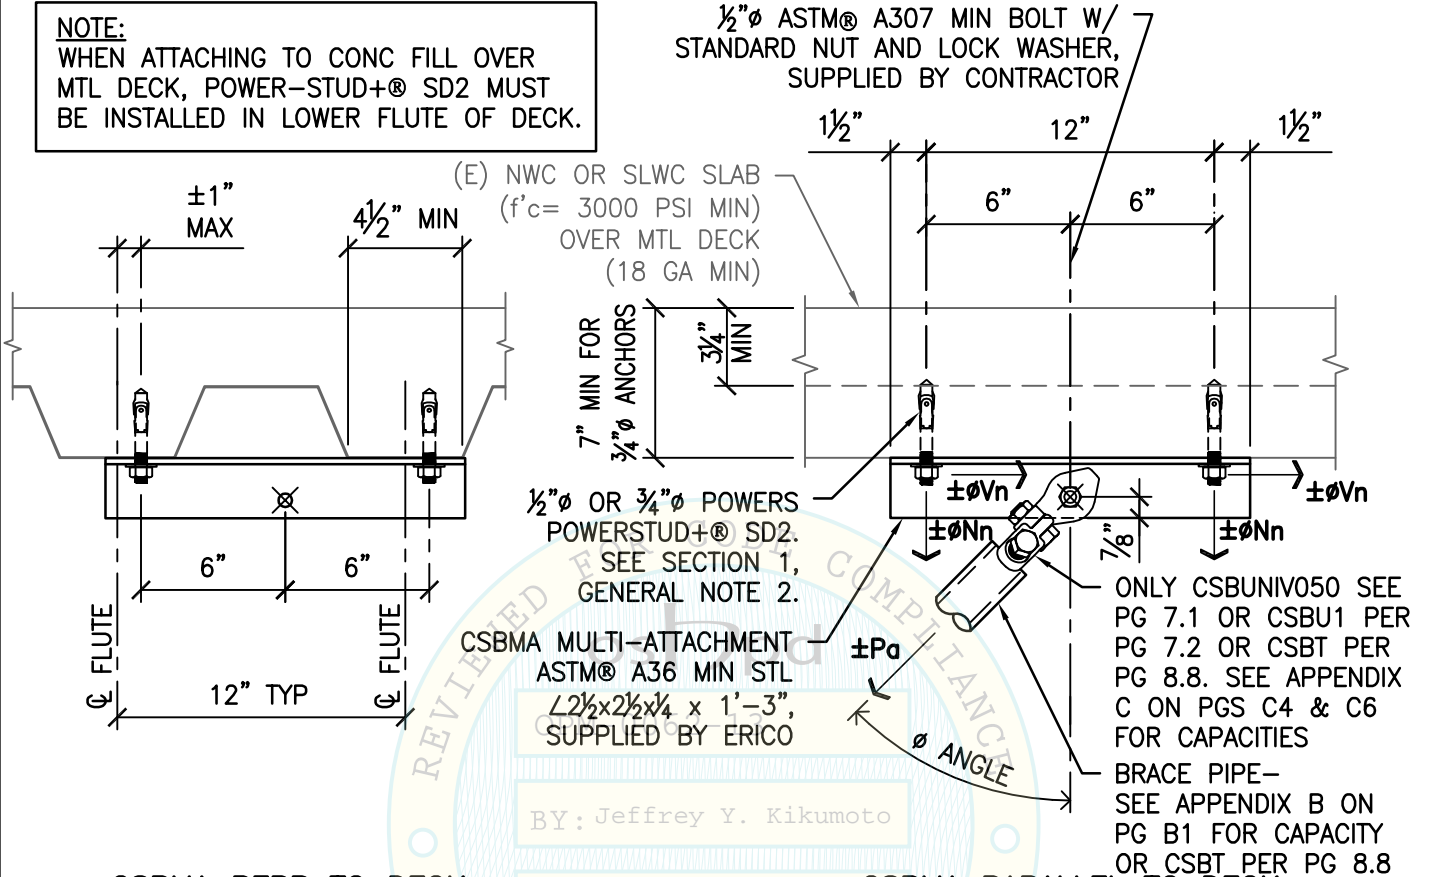 NOTE:
WHEN ATTACHING TO CONC FILL OVER
MTL DECK, POWER-STUD+® SD2 MUST
BE INSTALLED IN LOWER FLUTE OF DECK.
½"ø ASTM® A307 MIN BOLT W/
STANDARD NUT AND LOCK WASHER,
SUPPLIED BY CONTRACTOR
1½"
12"
1½"
6"
6"
(E) NWC OR SLWC SLAB
(f'c= 3000 PSI MIN)
OVER MTL DECK
(18 GA MIN)
±1"
MAX
4½" MIN
7" MIN FOR
¾"ø ANCHORS
3¼"
MIN
½"ø OR ¾"ø POWERS
POWERSTUD+® SD2.
SEE SECTION 1,
GENERAL NOTE 2.
CSBMA MULTI-ATTACHMENT
ASTM® A36 MIN STL
∠2½x2½x¼ x 1'-3",
SUPPLIED BY ERICO
±øVn
±øVn
±øNn
±øNn
7/8"
±Pa
ø ANGLE
ONLY CSBUNIV050 SEE
PG 7.1 OR CSBU1 PER
PG 7.2 OR CSBT PER
PG 8.8. SEE APPENDIX
C ON PGS C4 & C6
FOR CAPACITIES
BRACE PIPE-
SEE APPENDIX B ON
PG B1 FOR CAPACITY
OR CSBT PER PG 8.8
6"
6"
℄ FLUTE
℄ FLUTE
12" TYP
REVIEWED FOR CODE COMPLIANCE
oshpd
OPM-0052-13
BY: Jeffrey Y. Kikumoto